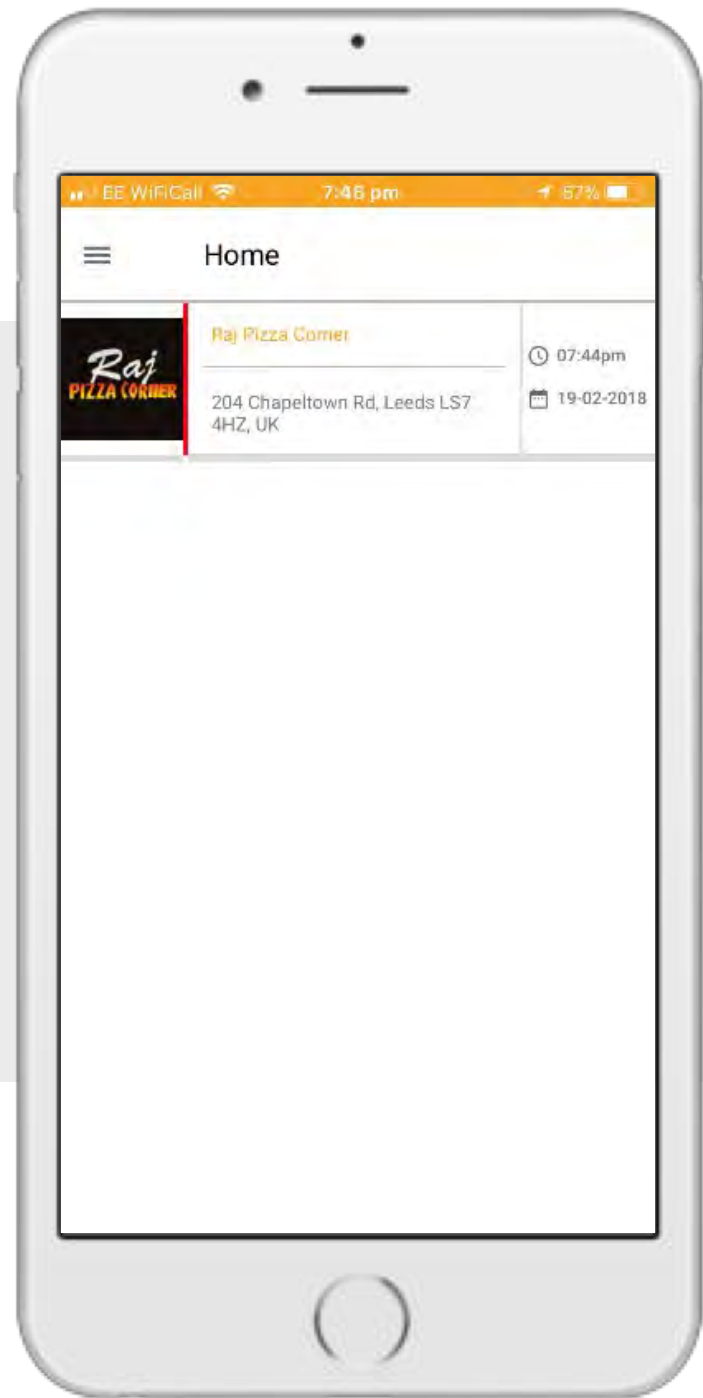 EE WiFiCall 7:46 pm 67%
Home
Raj
PIZZA CORNER
Raj Pizza Corner
204 Chapeltown Rd, Leeds LS7
4HZ, UK
07:44pm
19-02-2018